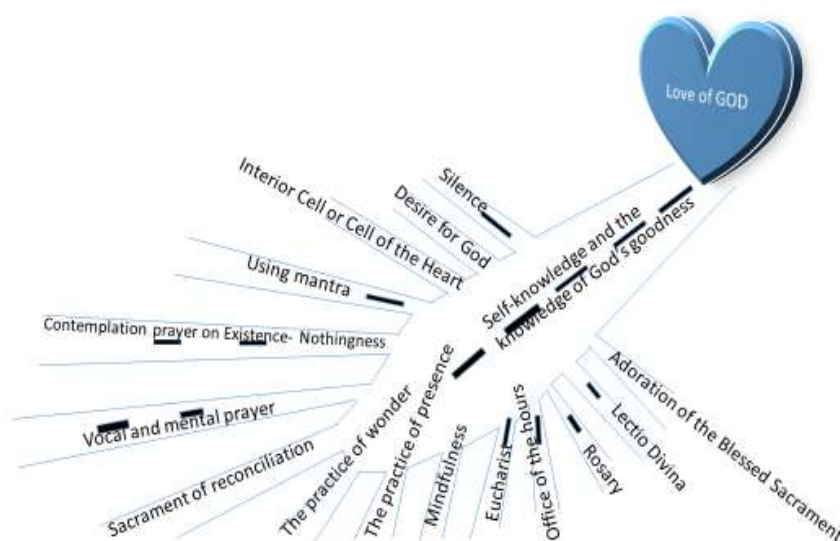 Love of GOD
Silence
Desire for God
Interior Cell or Cell of the Heart
Using mantra
Contemplation prayer on Existence- Nothingness
Vocal and mental prayer
Sacrament of reconciliation
The practice of wonder
The practice of presence
Mindfulness
Eucharist
Office of the hours
Rosary
Lectio Divina
Adoration of the Blessed Sacrament
Self-knowledge and the
knowledge of God's goodness